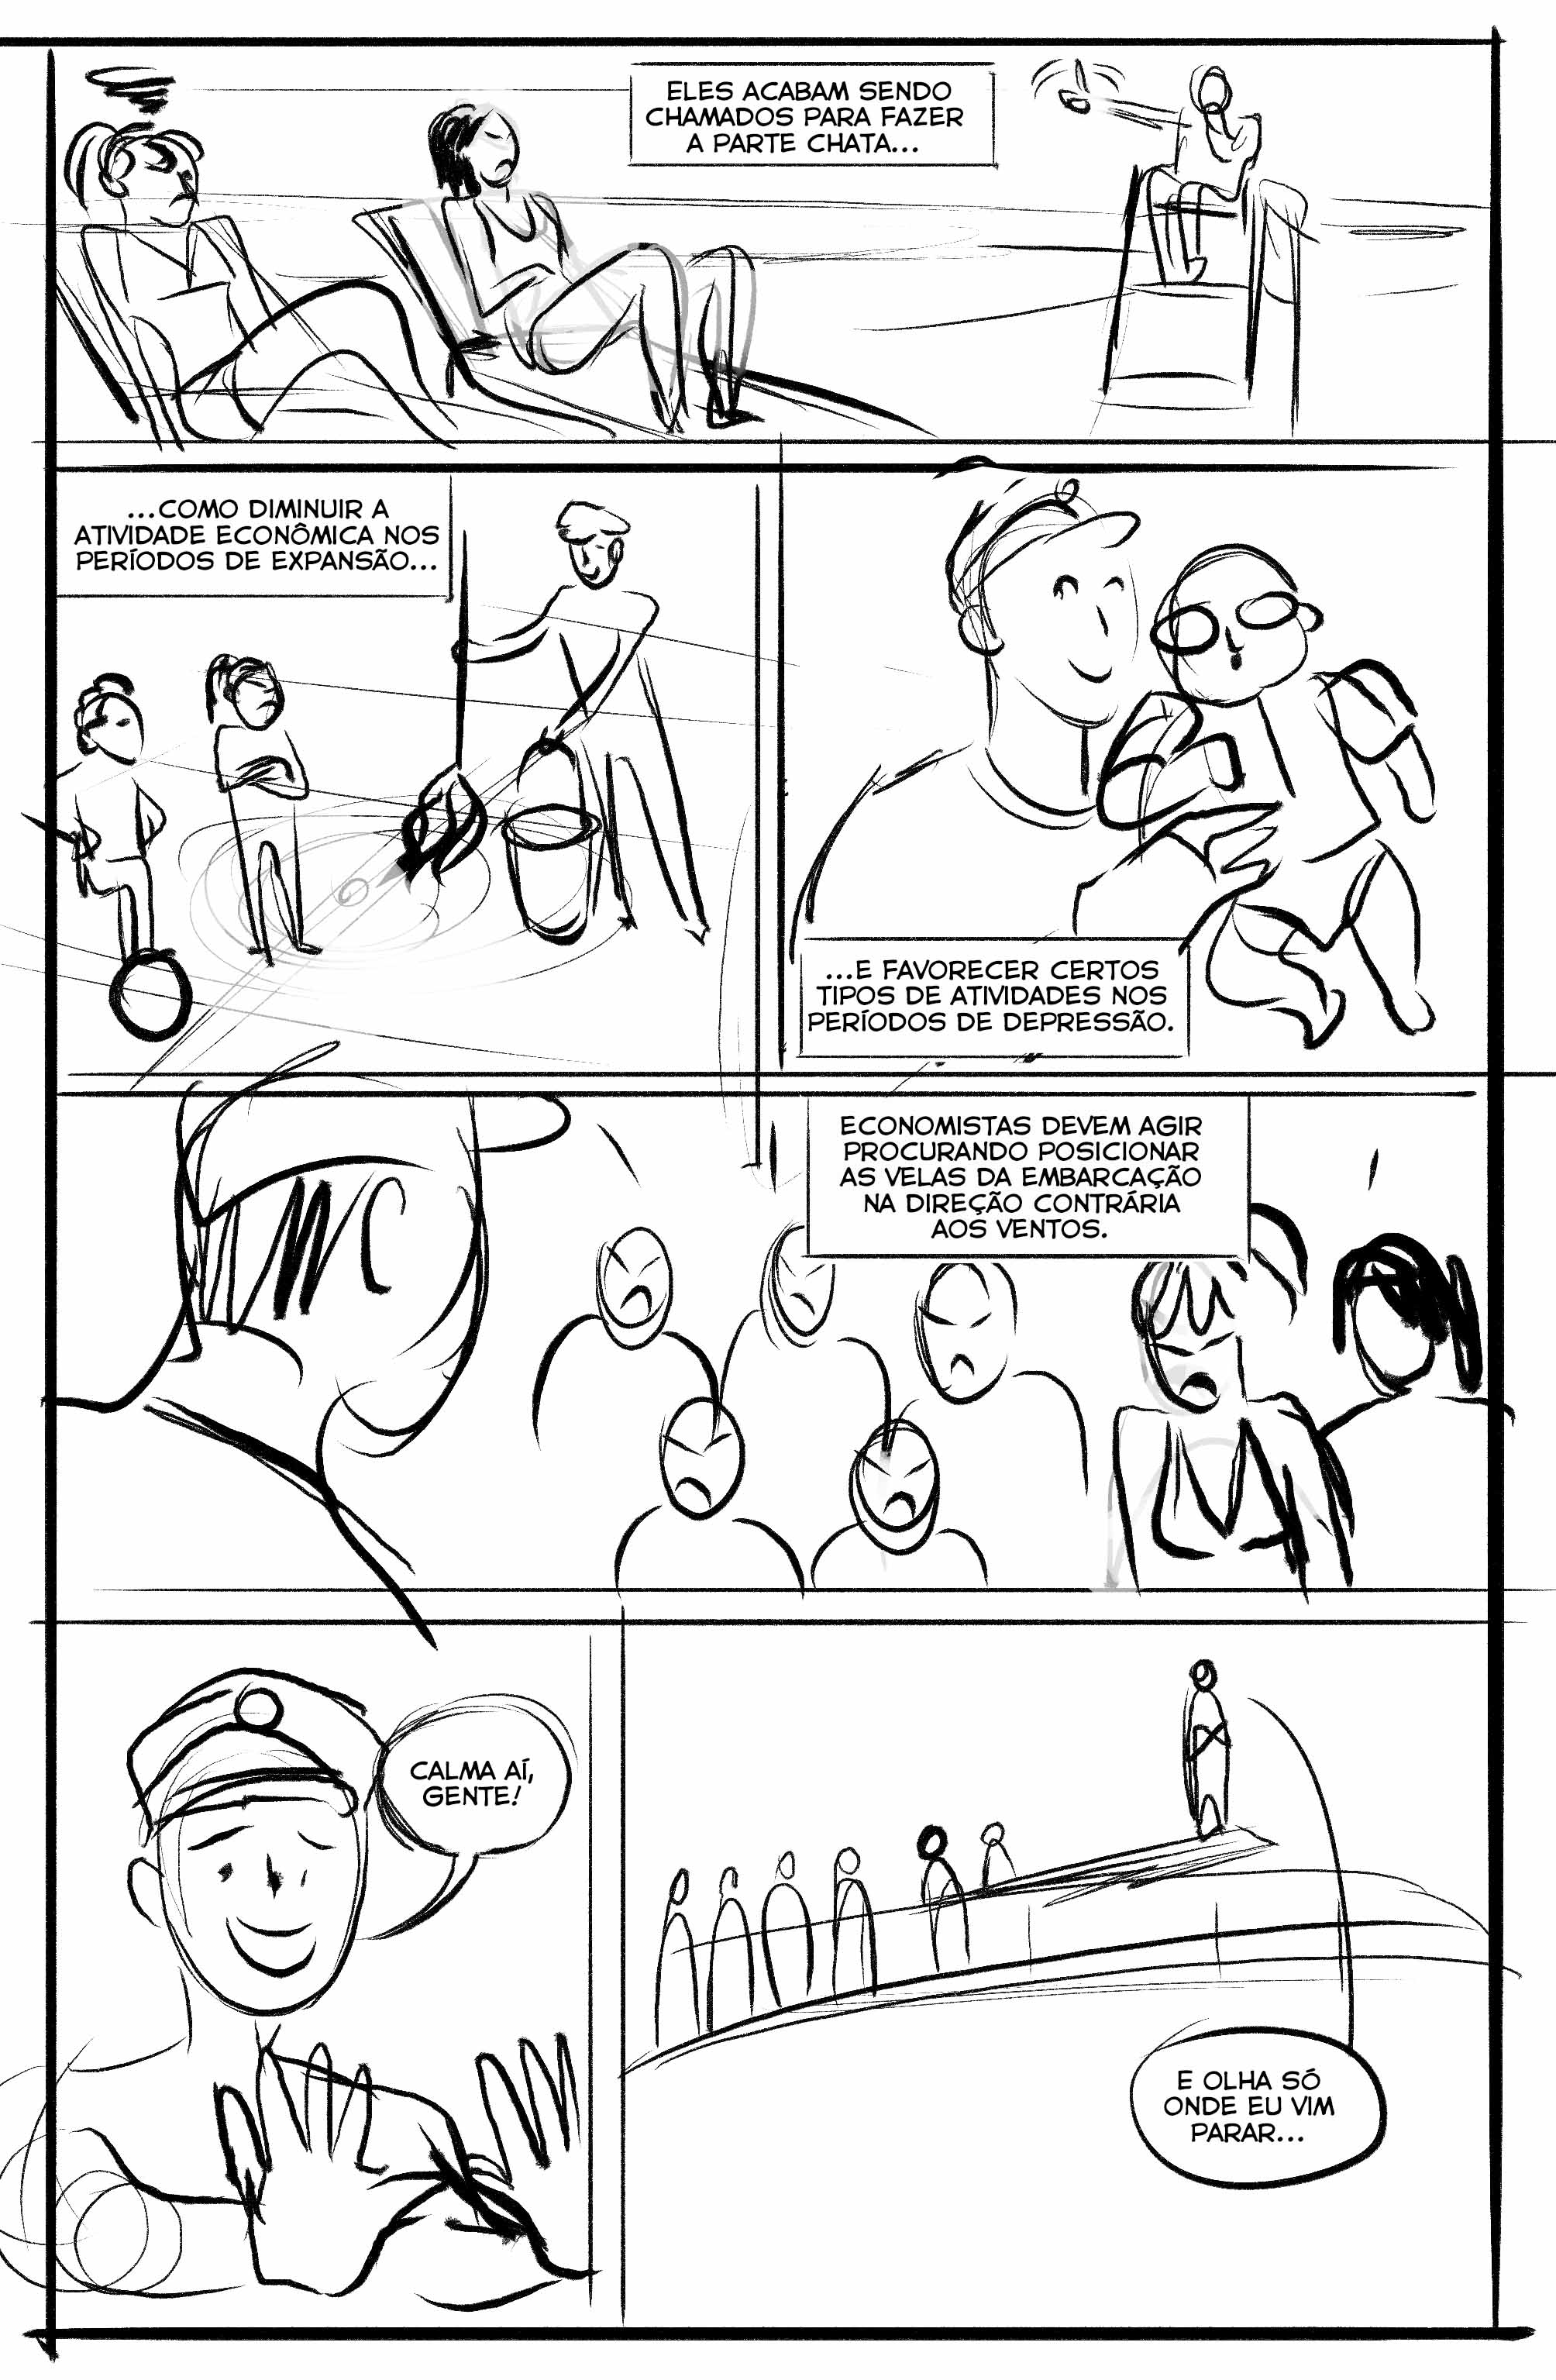 ELES ACABAM SENDO
CHAMADOS PARA FAZER
A PARTE CHATA...
...COMO DIMINUIR A
ATIVIDADE ECONÔMICA NOS
PERÍODOS DE EXPANSÃO...
...E FAVORECER CERTOS
TIPOS DE ATIVIDADES NOS
PERÍODOS DE DEPRESSÃO.
ECONOMISTAS DEVEM AGIR
PROCURANDO POSICIONAR
AS VELAS DA EMBARCAÇÃO
NA DIREÇÃO CONTRÁRIA
AOS VENTOS.
CALMA AÍ,
GENTE!
E OLHA SÓ
ONDE EU VIM
PARAR...